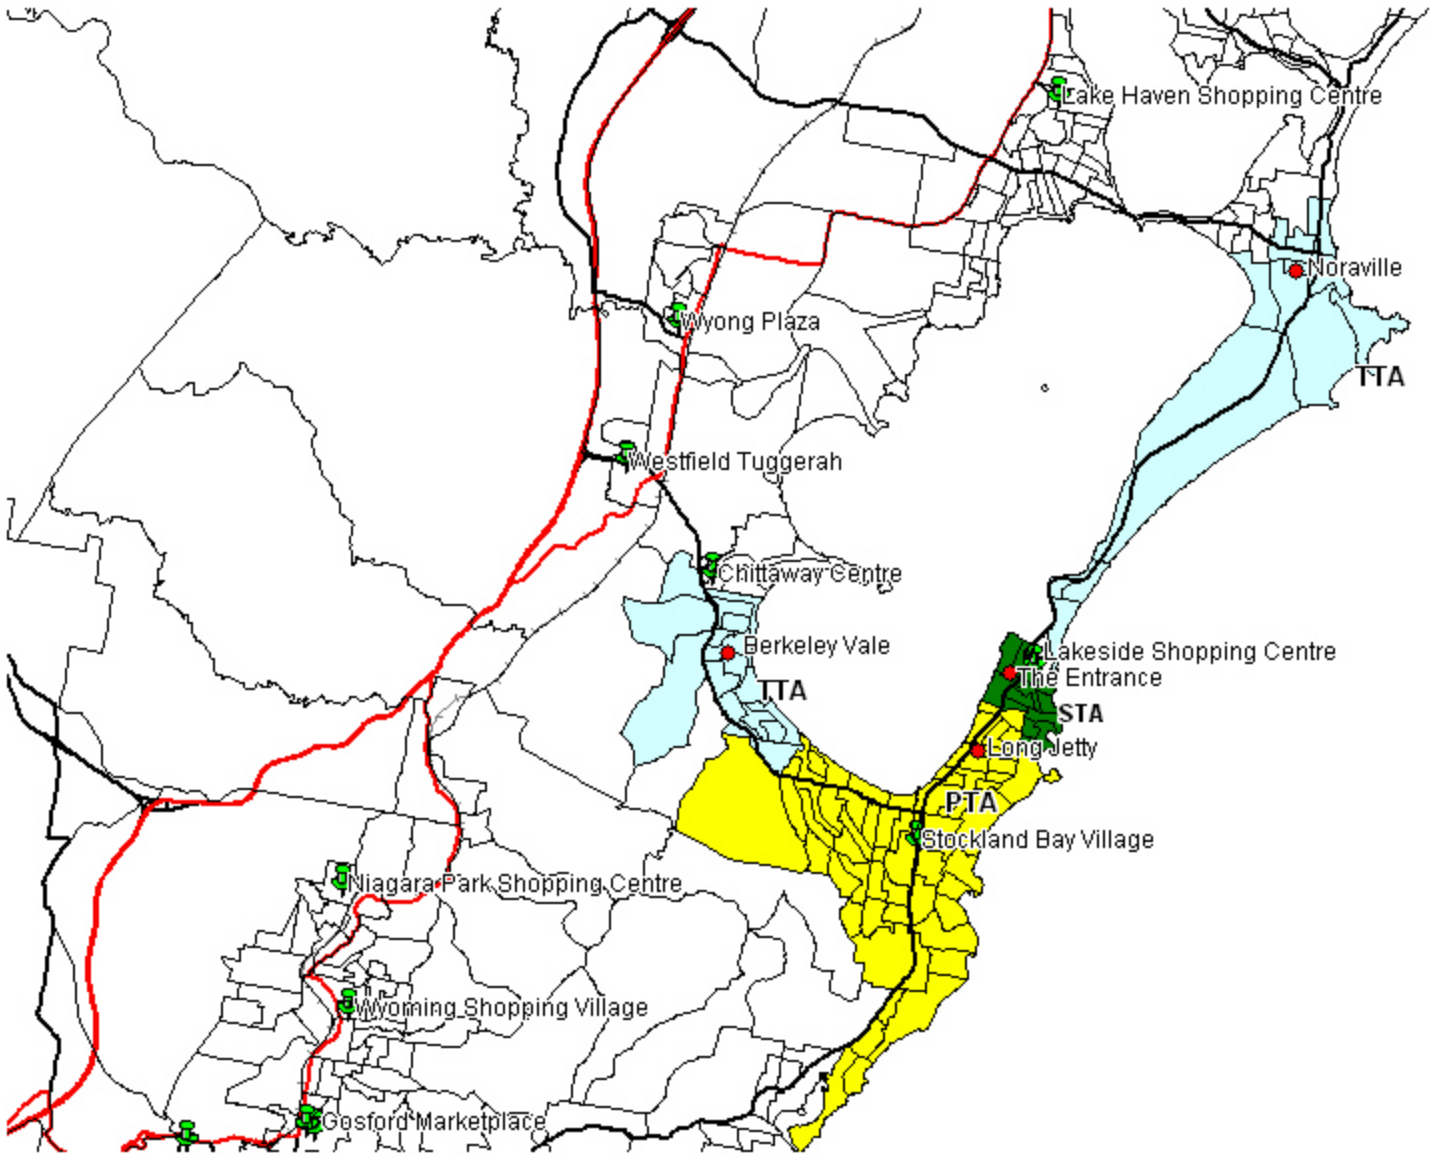 Lake Haven Shopping Centre
Noraville
Wyong Plaza
TTA
Westfield Tuggerah
Chittaway Centre
Berkeley Vale
Lakeside Shopping Centre
The Entrance
TTA
STA
Long Jetty
PTA
Stockland Bay Village
Niagara Park Shopping Centre
Wyoming Shopping Village
Gosford Marketplace